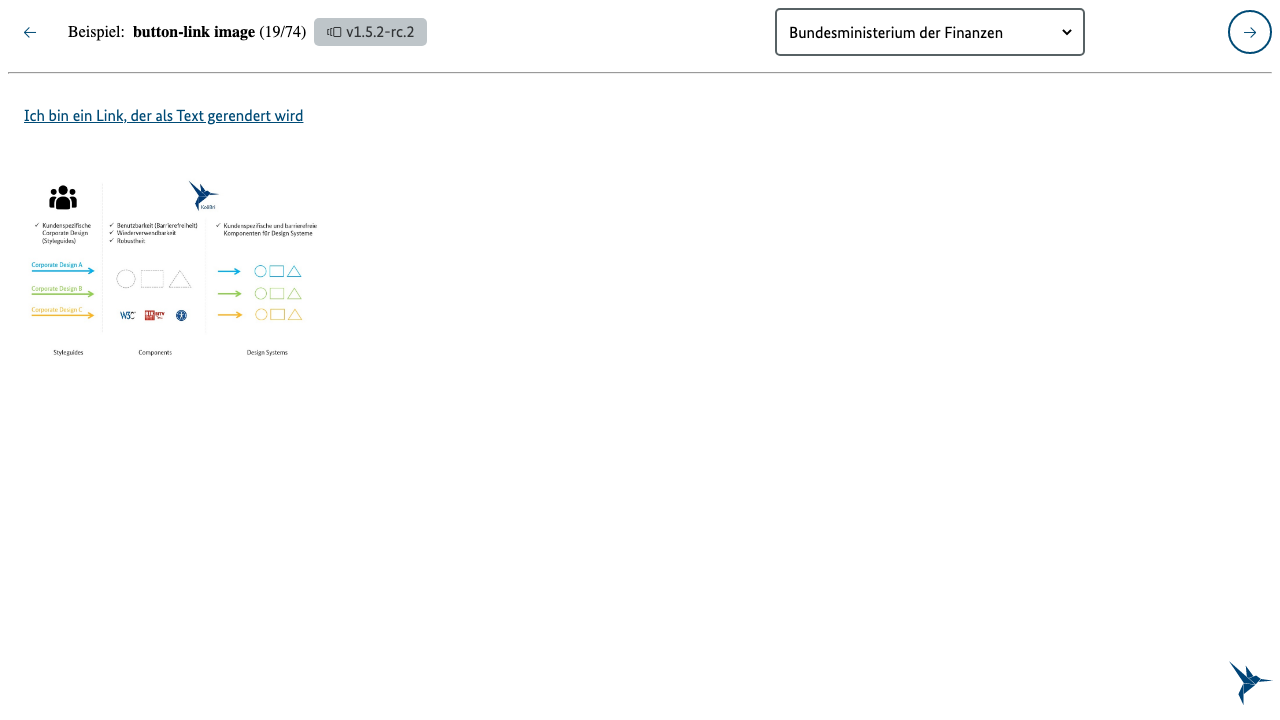 Beispiel: button-link image (19/74) v1.5.2-rc.2 Bundesministerium der Finanzen
Ich bin ein Link, der als Text gerendert wird
KoliBri
✓ Kundenspezifische
Corporate Design
(Styleguides)
✓ Benutzbarkeit (Barrierefreiheit)
✓ Wiederverwendbarkeit
✓ Robustheit
✓ Kundenspezifische und barrierefreie
Komponenten für Design Systeme
Corporate Design A
Corporate Design B
Corporate Design C
W3C
Styleguides
Components
Design Systems